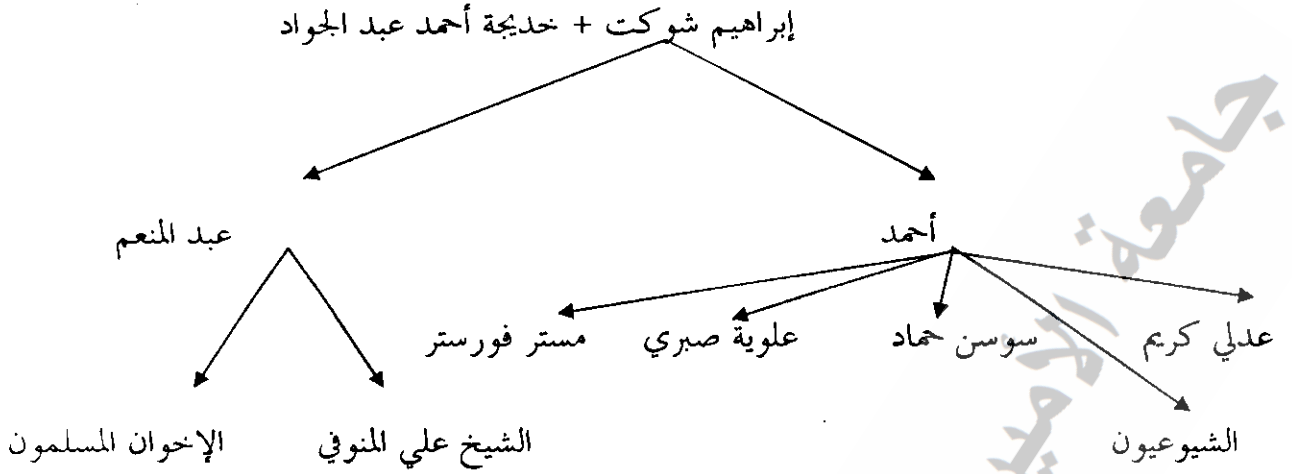 إبراهيم شوكت + خديجة أحمد عبد الجواد
أحمد
عبد المنعم
عدلي كريم
سوسن حماد
علوية صبري
مستر فورستر
الشيوعيون
الشيخ علي المنوفي
الإخوان المسلمون
جامعة